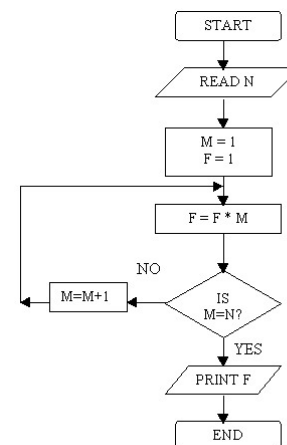 START
READ N
M = 1
F = 1
F = F * M
NO
M=M+1
IS
M=N?
YES
PRINT F
END